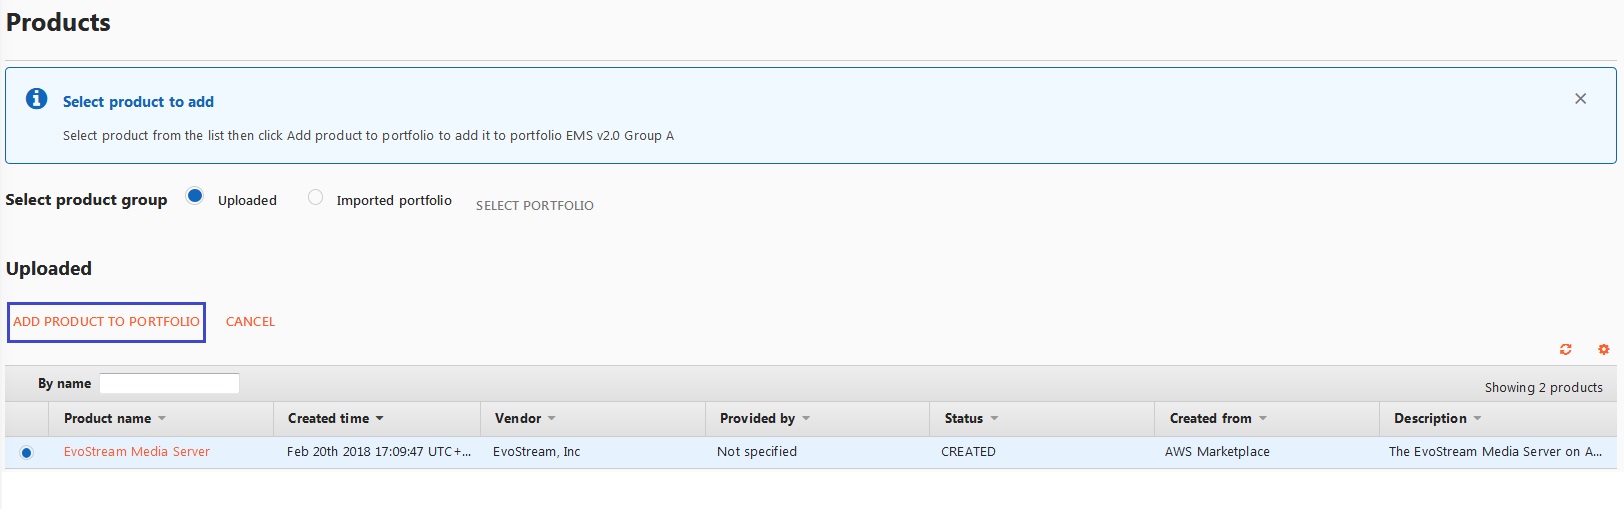 Products
Select product to add
Select product from the list then click Add product to portfolio to add it to portfolio EMS v2.0 Group A
Select product group Uploaded Imported portfolio SELECT PORTFOLIO
Uploaded
ADD PRODUCT TO PORTFOLIO CANCEL
By name Showing 2 products
Product name Created time Vendor Provided by Status Created from Description
EvoStream Media Server Feb 20th 2018 17:09:47 UTC+... EvoStream, Inc Not specified CREATED AWS Marketplace The EvoStream Media Server on A...